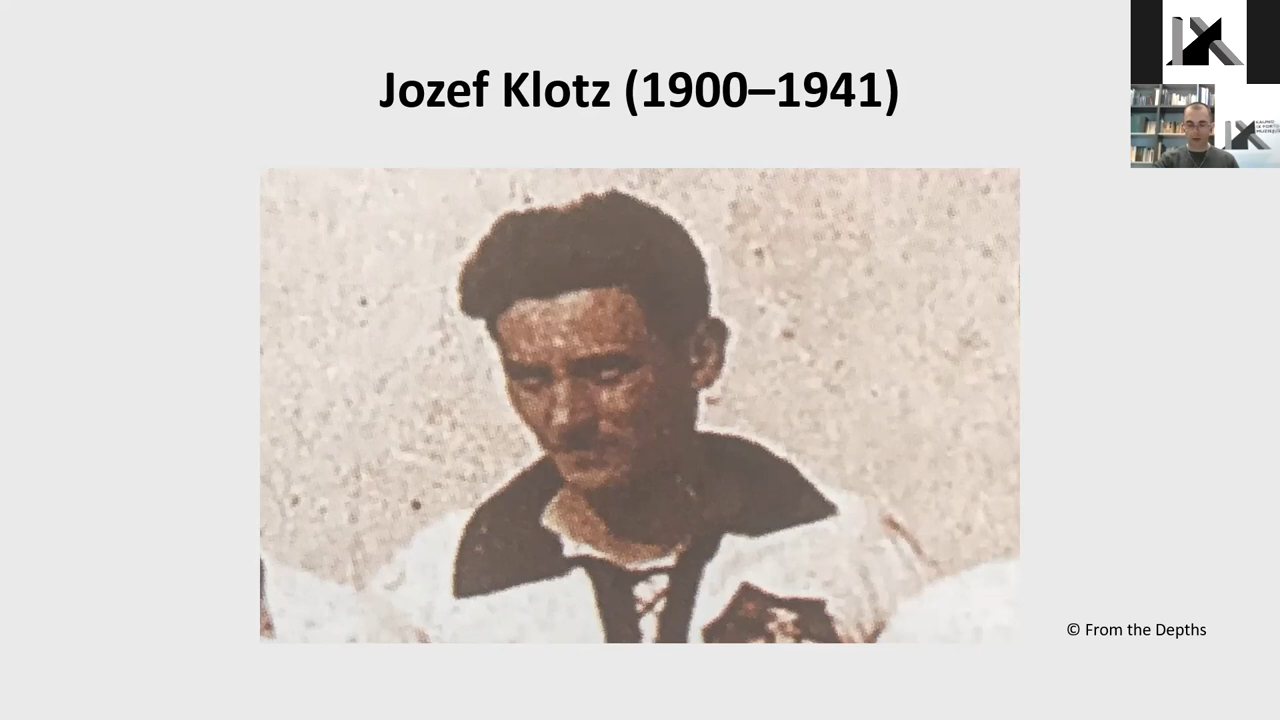 Jozef Klotz (1900–1941)
© From the Depths